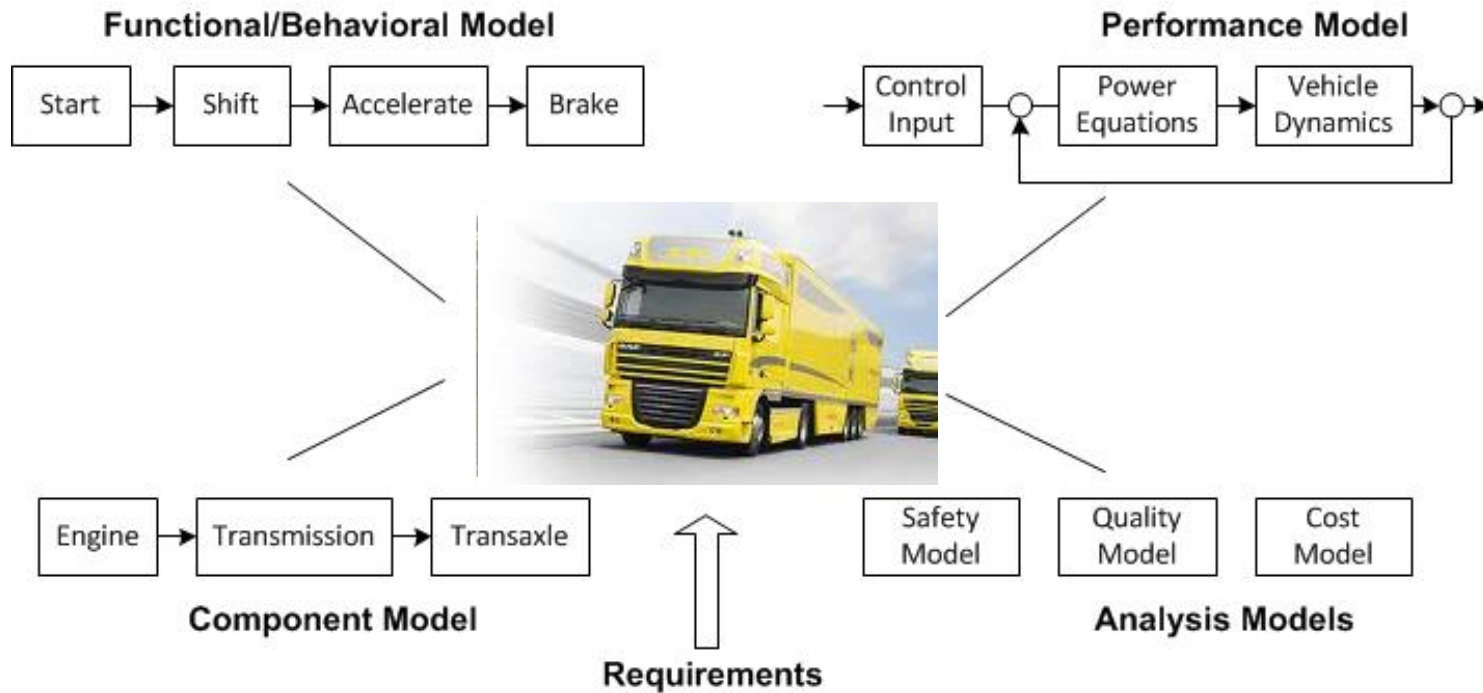 Functional/Behavioral Model
Performance Model
Start
Shift
Accelerate
Brake
Control
Input
Power
Equations
Vehicle
Dynamics
Engine
Transmission
Transaxle
Safety
Model
Quality
Model
Cost
Model
Component Model
Analysis Models
Requirements